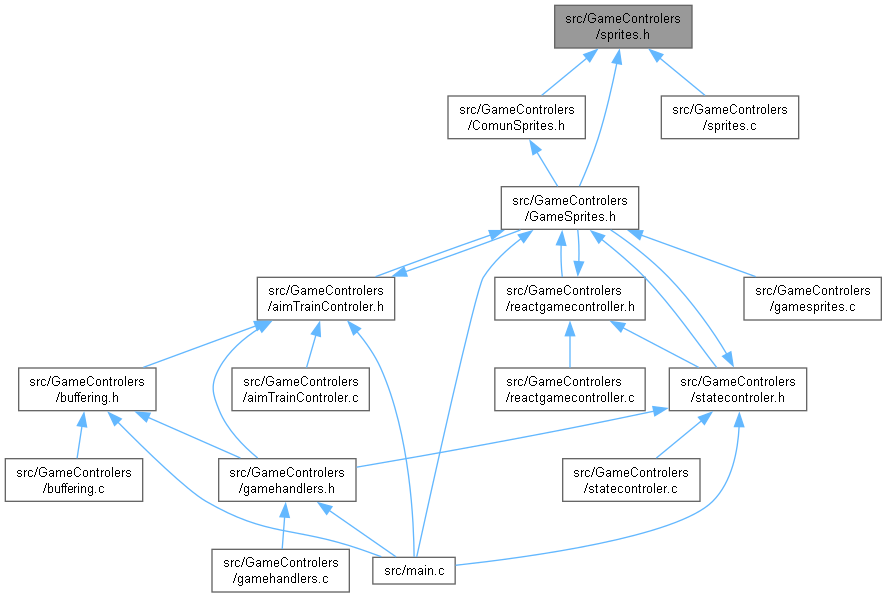 src/GameControlers
/sprites.h
src/GameControlers
/ComunSprites.h
src/GameControlers
/sprites.c
src/GameControlers
/GameSprites.h
src/GameControlers
/aimTrainControler.h
src/GameControlers
/reactgamecontroller.h
src/GameControlers
/gamesprites.c
src/GameControlers
/buffering.h
src/GameControlers
/aimTrainControler.c
src/GameControlers
/reactgamecontroller.c
src/GameControlers
/statecontroler.h
src/GameControlers
/buffering.c
src/GameControlers
/gamehandlers.h
src/GameControlers
/statecontroler.c
src/GameControlers
/gamehandlers.c
src/main.c